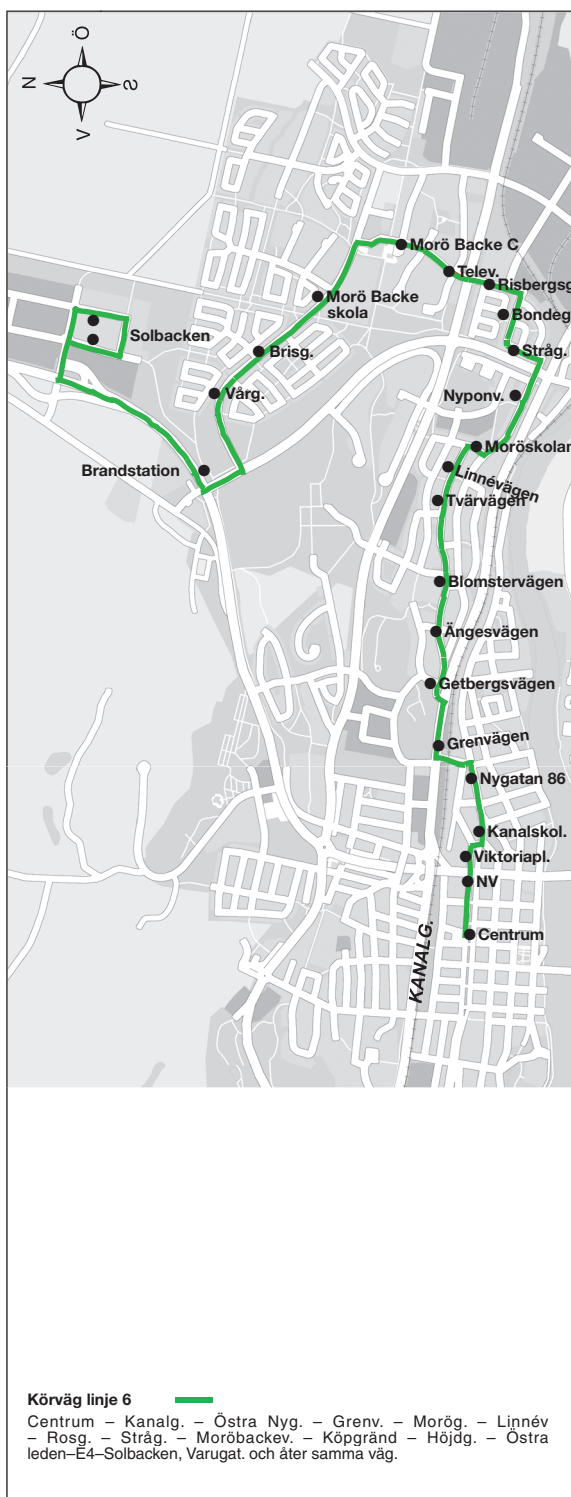 Ö
N
S
V
Morö Backe C
Telev.
Risbergsg
Morö Backe
skola
Bondeg
Solbacken
Brisg.
Stråg.
Vårg.
Nyponv.
Moröskolan
Brandstation
Linnévägen
Tvärvägen
Blomstervägen
Ängesvägen
Getbergsvägen
Grenvägen
Nygatan 86
Kanalskol.
Viktoriapl.
NV
Centrum
KANALG.
Körväg linje 6
Centrum – Kanalg. – Östra Nyg. – Grenv. – Morög. – Linnév
– Rosg. – Stråg. – Moröbackev. – Köpgränd – Höjdg. – Östra
leden–E4–Solbacken, Varugat. och åter samma väg.